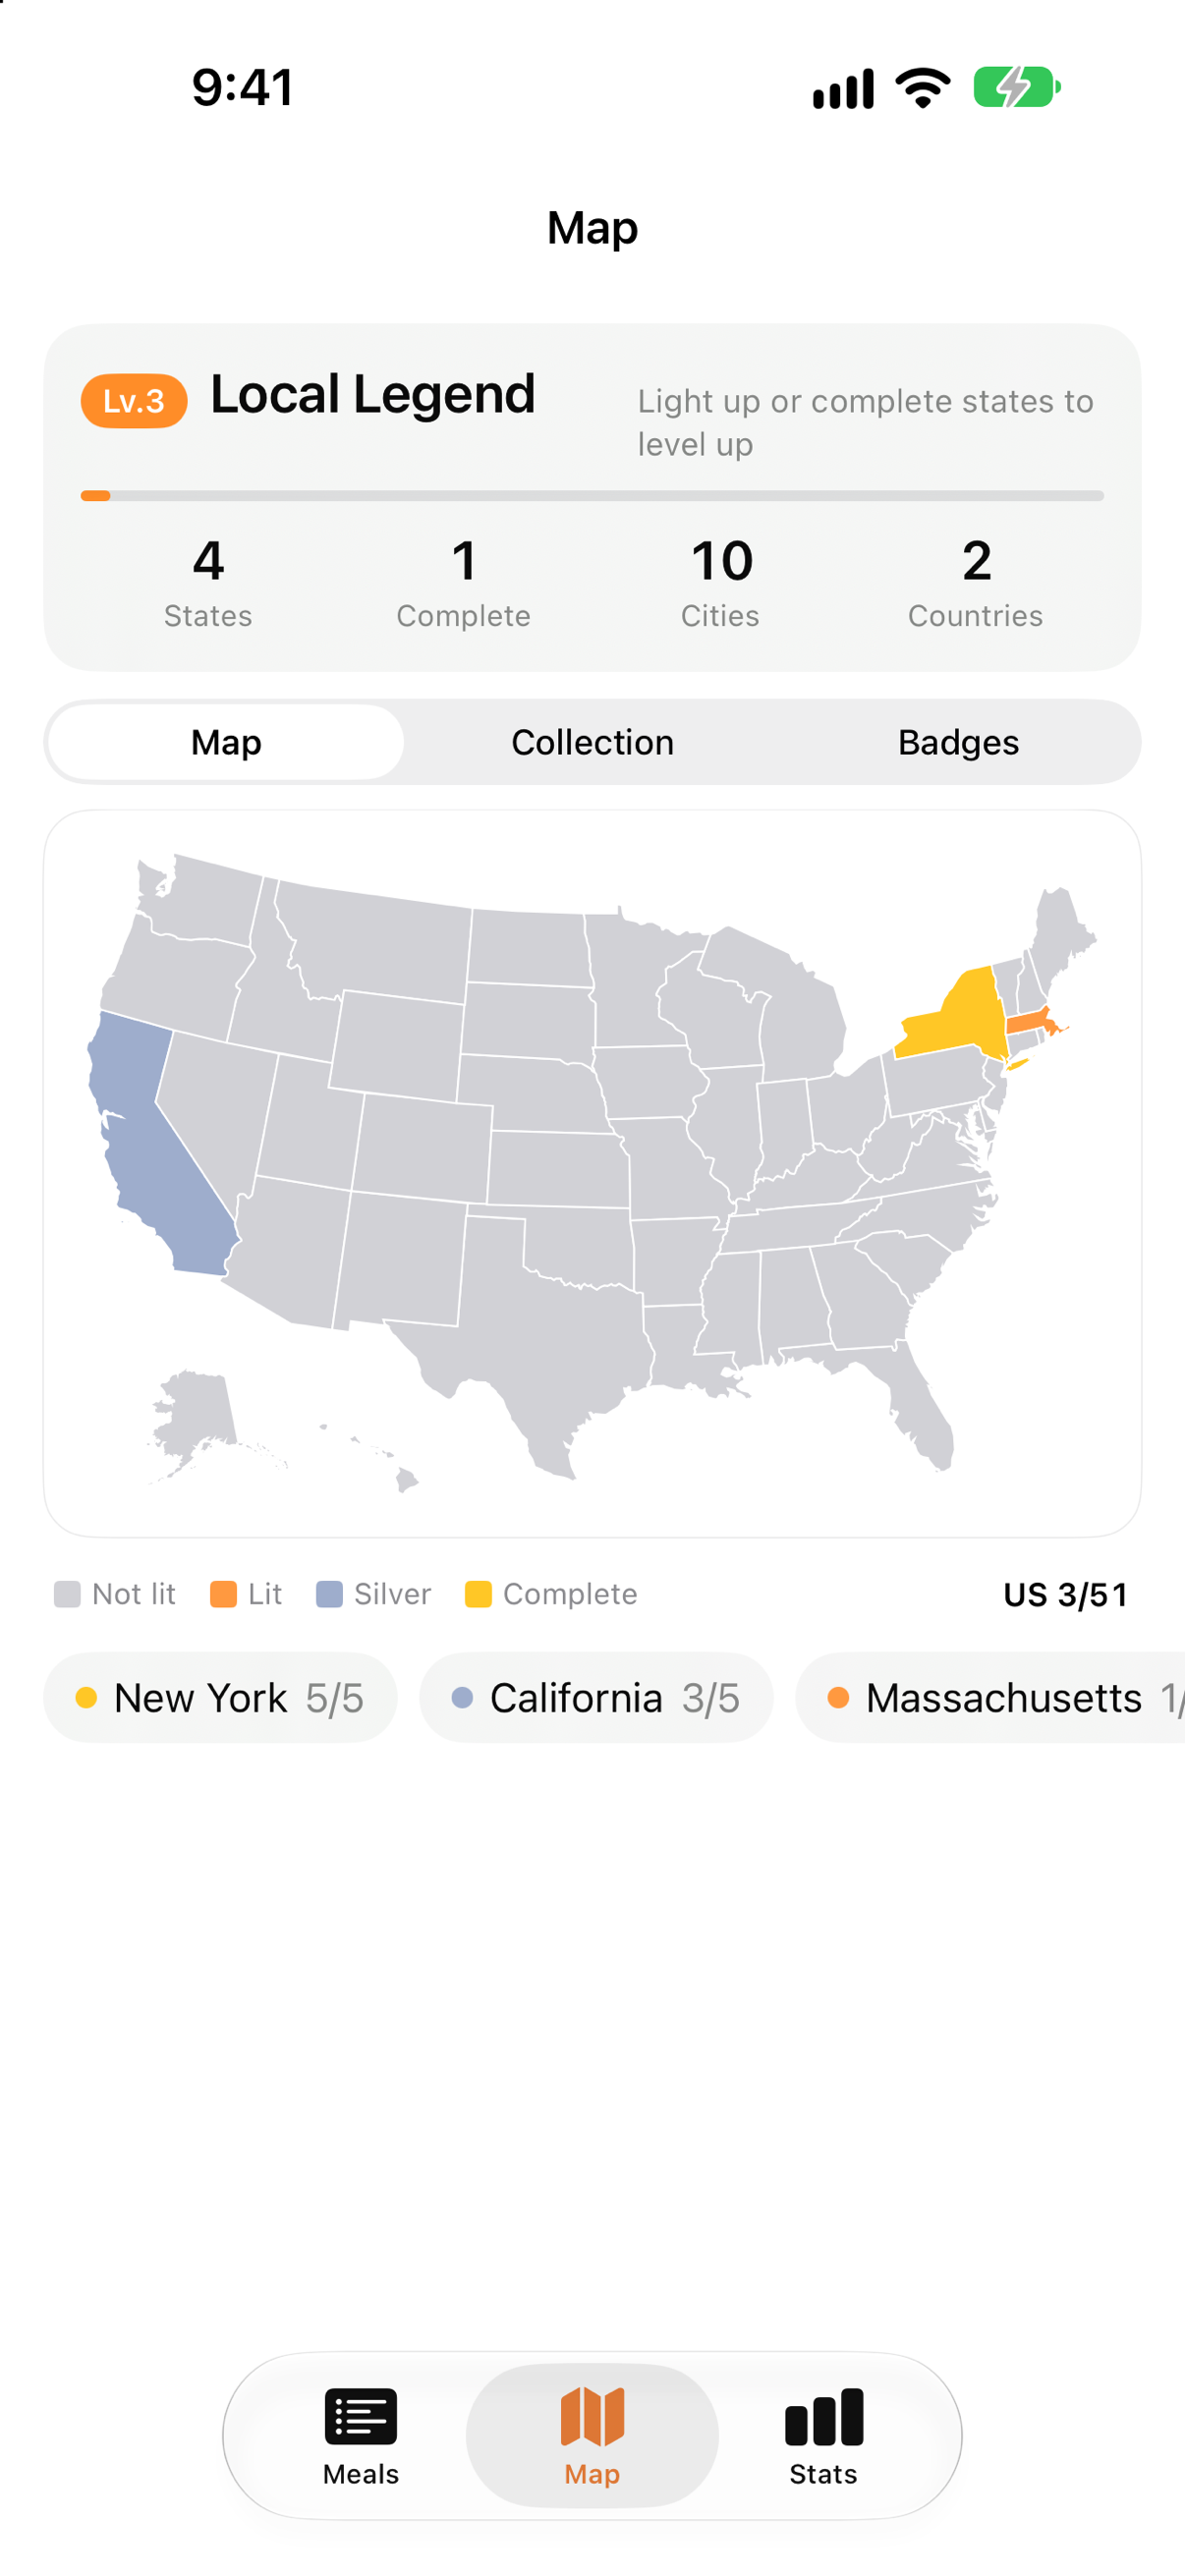 9:41
Map
Lv.3 Local Legend
Light up or complete states to
level up
4 1 10 2
States Complete Cities Countries
Map Collection Badges
Not lit Lit Silver Complete US 3/51
New York 5/5 California 3/5 Massachusetts 1/
Meals Map Stats